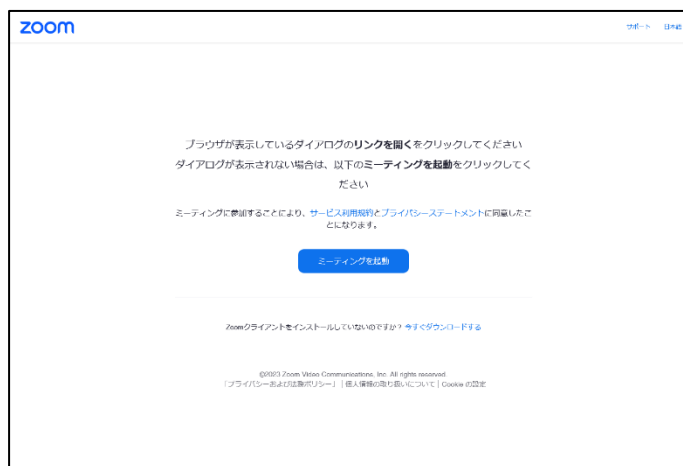 zoom
サポート 日本語
ブラウザが表示しているダイアログのリンクを開くをクリックしてください
ダイアログが表示されない場合は、以下のミーティングを起動をクリックしてく
ださい
ミーティングに参加することにより、サービス利用規約とプライバシーステートメントに同意したこ
とになります。
ミーティングを起動
Zoomクライアントをインストールしていないのですか？ 今すぐダウンロードする
©2023 Zoom Video Communications, Inc. All rights reserved.
「プライバシーおよび法務ポリシー」 | 個人情報の取り扱いについて | Cookie の設定